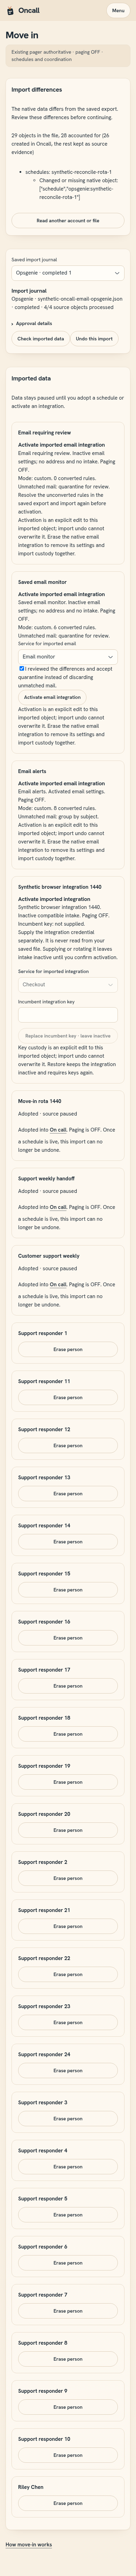 Oncall
Menu
Move in
Existing pager authoritative · paging OFF ·
schedules and coordination
Import differences
The native data differs from the saved export.
Review these differences before continuing.
29 objects in the file, 28 accounted for (26
created in Oncall, the rest kept as source
evidence)
schedules: synthetic-reconcile-rota-1
Changed or missing native object:
["schedule","opsgenie:synthetic-
reconcile-rota-1"]
Read another account or file
Saved import journal
Opsgenie · completed 1
Import journal
Opsgenie · synthetic-oncall-email-opsgenie.json
· completed · 4/4 source objects processed
Approval details
Check imported data
Undo this import
Imported data
Data stays paused until you adopt a schedule or
activate an integration.
Email requiring review
Activate imported email integration
Email requiring review. Inactive email
settings; no address and no intake. Paging
OFF.
Mode: custom. 0 converted rules.
Unmatched mail: quarantine for review.
Resolve the unconverted rules in the
saved export and import again before
activation.
Activation is an explicit edit to this
imported object; import undo cannot
overwrite it. Erase the native email
integration to remove its settings and
import custody together.
Saved email monitor
Activate imported email integration
Saved email monitor. Inactive email
settings; no address and no intake. Paging
OFF.
Mode: custom. 6 converted rules.
Unmatched mail: quarantine for review.
Service for imported email
Email monitor
I reviewed the differences and accept
quarantine instead of discarding
unmatched mail.
Activate email integration
Activation is an explicit edit to this
imported object; import undo cannot
overwrite it. Erase the native email
integration to remove its settings and
import custody together.
Email alerts
Activate imported email integration
Email alerts. Activated email settings.
Paging OFF.
Mode: custom. 8 converted rules.
Unmatched mail: group by subject.
Activation is an explicit edit to this
imported object; import undo cannot
overwrite it. Erase the native email
integration to remove its settings and
import custody together.
Synthetic browser integration 1440
Activate imported integration
Synthetic browser integration 1440.
Inactive compatible intake. Paging OFF.
Incumbent key: not supplied.
Supply the integration credential
separately. It is never read from your
saved file. Supplying or rotating it leaves
intake inactive until you confirm activation.
Service for imported integration
Checkout
Incumbent integration key
Replace incumbent key · leave inactive
Key custody is an explicit edit to this
imported object; import undo cannot
overwrite it. Restore keeps the integration
inactive and requires keys again.
Move-in rota 1440
Adopted · source paused
Adopted into On call. Paging is OFF. Once
a schedule is live, this import can no
longer be undone.
Support weekly handoff
Adopted · source paused
Adopted into On call. Paging is OFF. Once
a schedule is live, this import can no
longer be undone.
Customer support weekly
Adopted · source paused
Adopted into On call. Paging is OFF. Once
a schedule is live, this import can no
longer be undone.
Support responder 1
Erase person
Support responder 11
Erase person
Support responder 12
Erase person
Support responder 13
Erase person
Support responder 14
Erase person
Support responder 15
Erase person
Support responder 16
Erase person
Support responder 17
Erase person
Support responder 18
Erase person
Support responder 19
Erase person
Support responder 20
Erase person
Support responder 2
Erase person
Support responder 21
Erase person
Support responder 22
Erase person
Support responder 23
Erase person
Support responder 24
Erase person
Support responder 3
Erase person
Support responder 4
Erase person
Support responder 5
Erase person
Support responder 6
Erase person
Support responder 7
Erase person
Support responder 8
Erase person
Support responder 9
Erase person
Support responder 10
Erase person
Riley Chen
Erase person
How move-in works